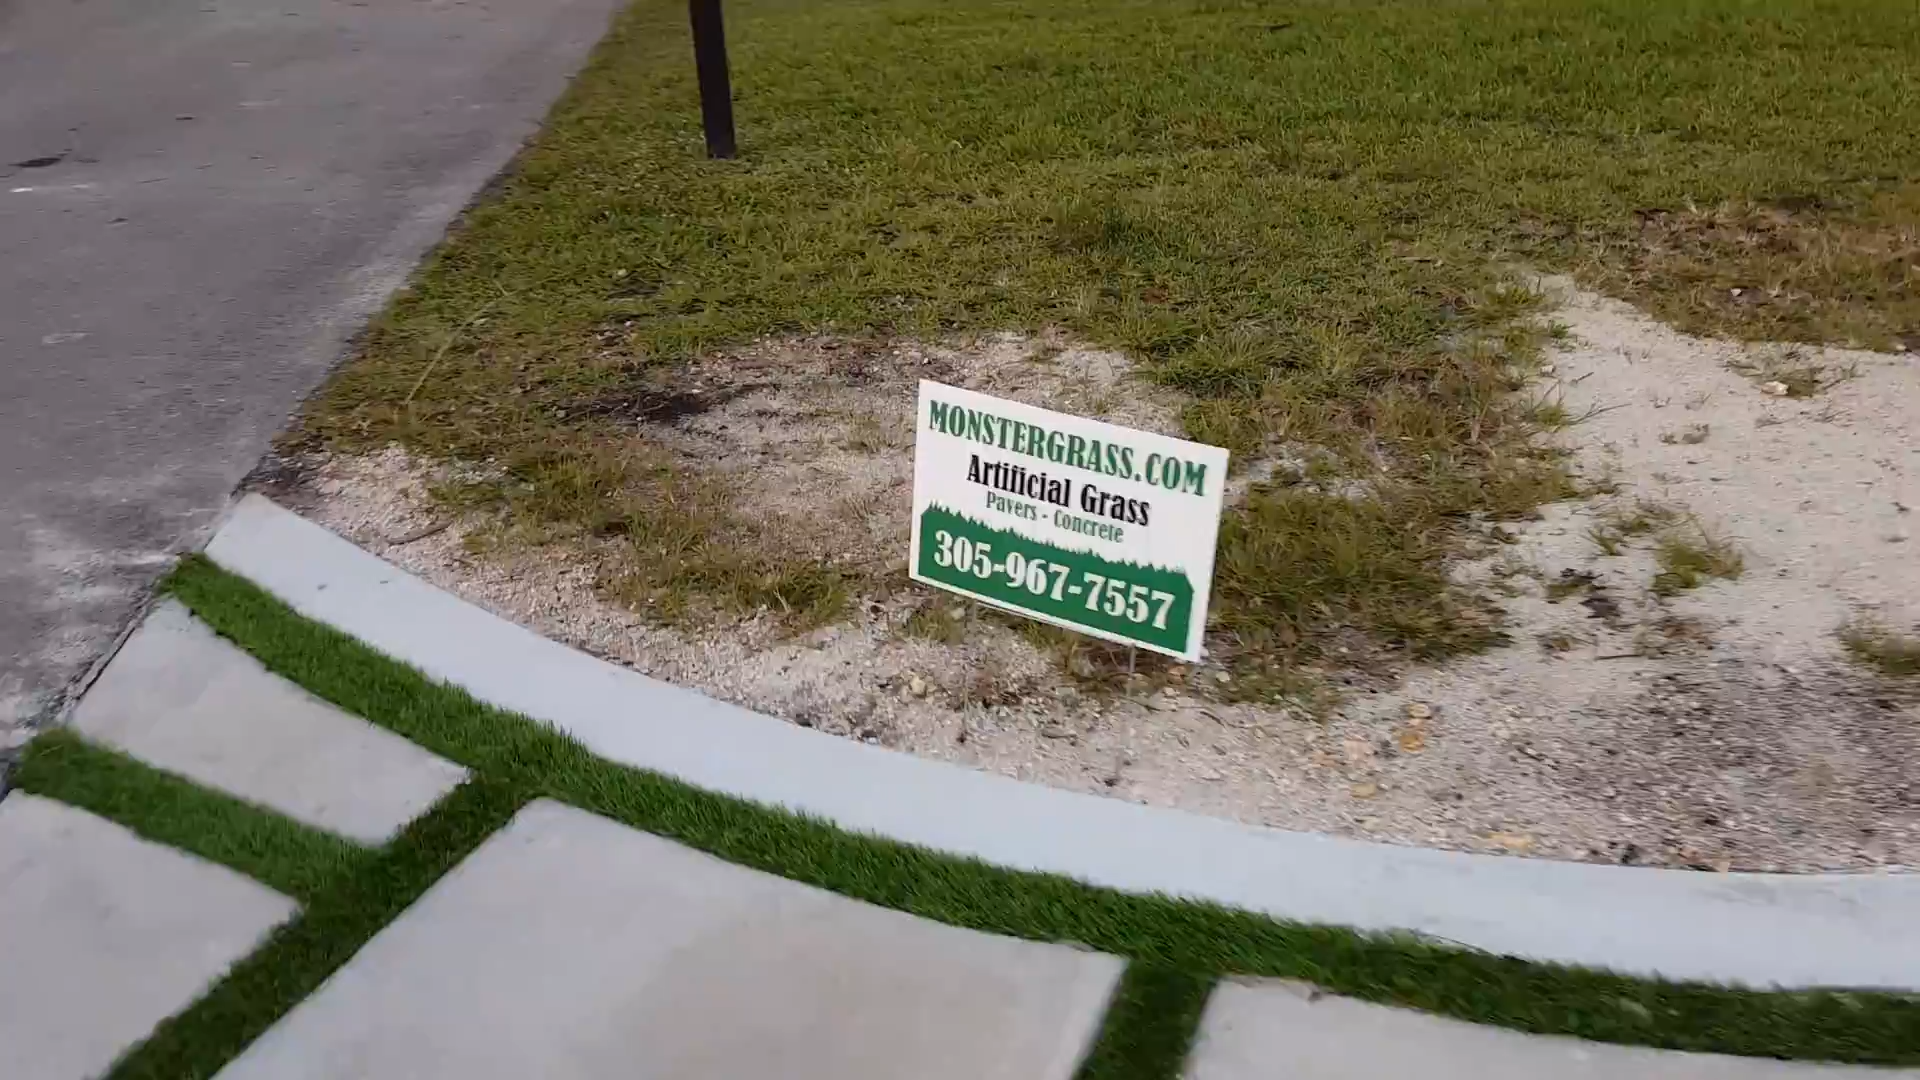 MONSTERGRASS.COM
Artificial Grass
Pavers - Concrete
305-967-7557